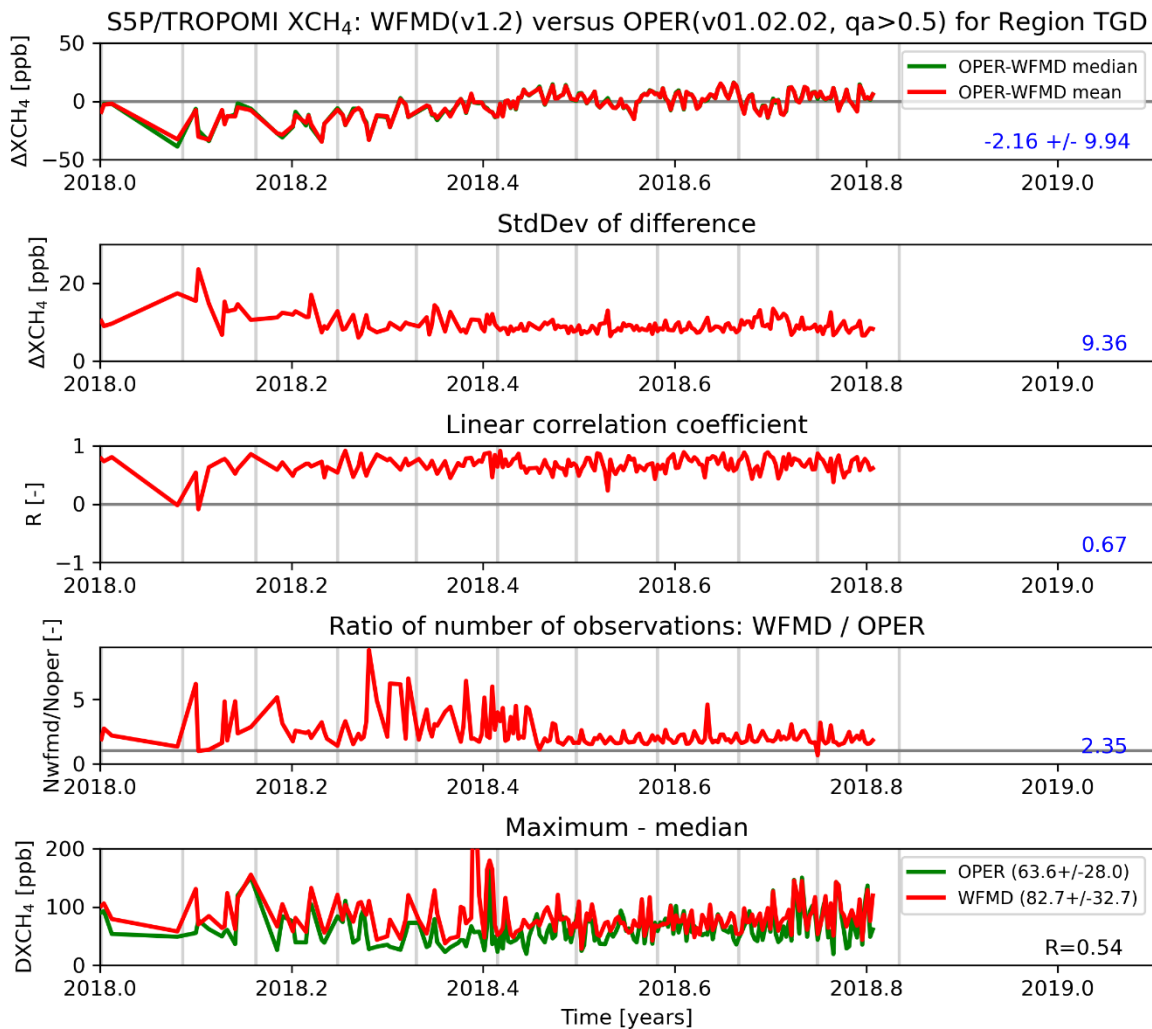 S5P/TROPOMI XCH₄: WFMD(v1.2) versus OPER(v01.02.02, qa>0.5) for Region TGD
ΔXCH₄ [ppb]
50
0
−50
OPER-WFMD median
OPER-WFMD mean
-2.16 +/- 9.94
2018.0 2018.2 2018.4 2018.6 2018.8 2019.0
StdDev of difference
ΔXCH₄ [ppb]
20
0
9.36
2018.0 2018.2 2018.4 2018.6 2018.8 2019.0
Linear correlation coefficient
R [-]
1
0
−1
0.67
2018.0 2018.2 2018.4 2018.6 2018.8 2019.0
Ratio of number of observations: WFMD / OPER
Nwfmd/Noper [-]
5
0
2.35
2018.0 2018.2 2018.4 2018.6 2018.8 2019.0
Maximum - median
DXCH₄ [ppb]
200
100
0
OPER (63.6+/-28.0)
WFMD (82.7+/-32.7)
R=0.54
2018.0 2018.2 2018.4 2018.6 2018.8 2019.0
Time [years]